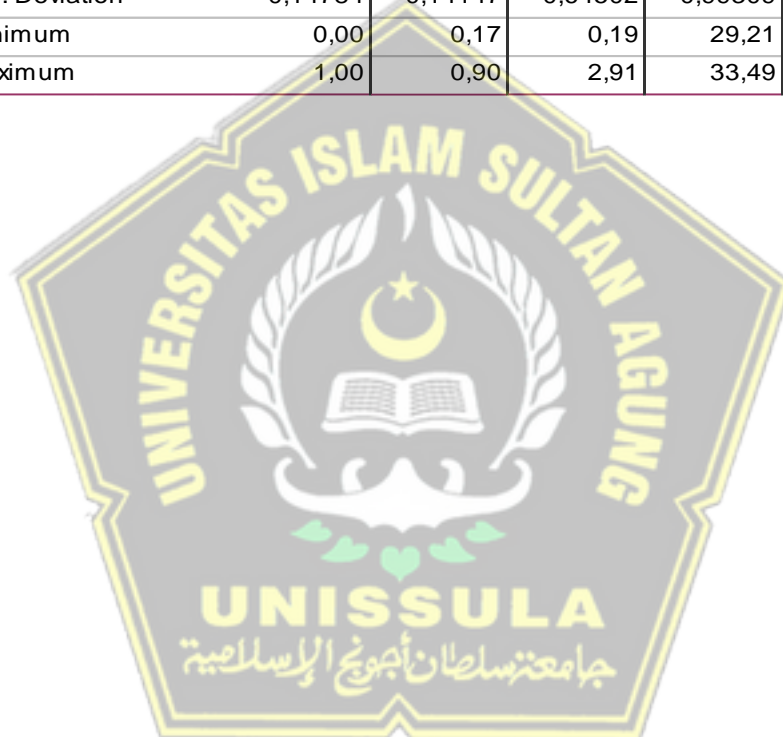 Minimum 0,00 0,17 0,19 29,21
ximum 1,00 0,90 2,91 33,49
UNIVERSITAS ISLAM SULTAN AGUNG
UNISSULA
جامعة سلطان أجونج الإسلامية